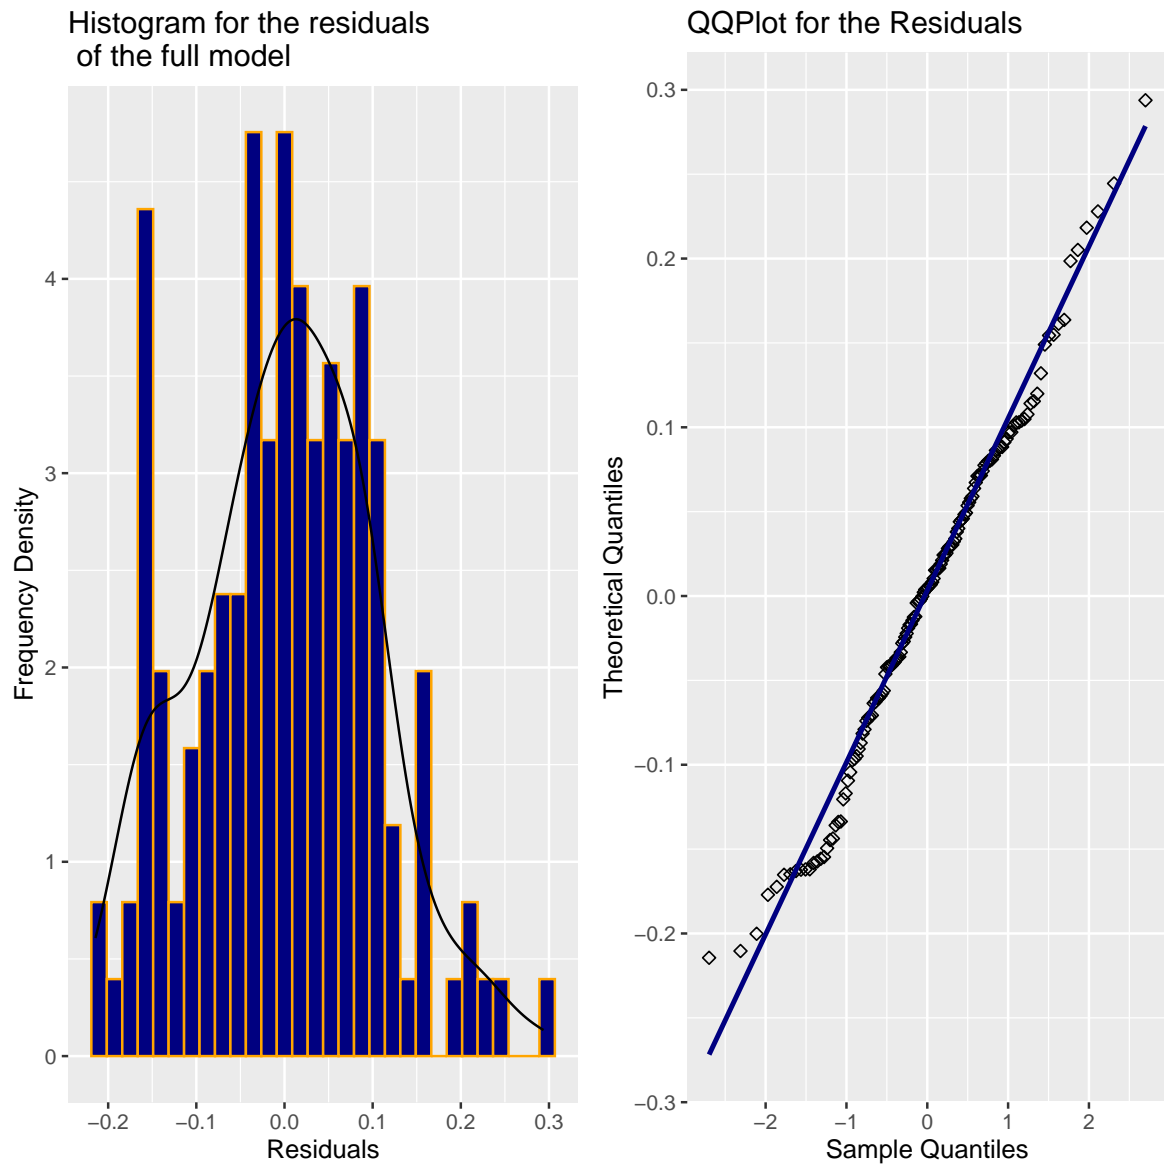 Histogram for the residuals
of the full model
Frequency Density
4
3
2
1
0
−0.2 −0.1 0.0 0.1 0.2 0.3
Residuals
QQPlot for the Residuals
Theoretical Quantiles
0.3
0.2
0.1
0.0
−0.1
−0.2
−0.3
−2 −1 0 1 2
Sample Quantiles